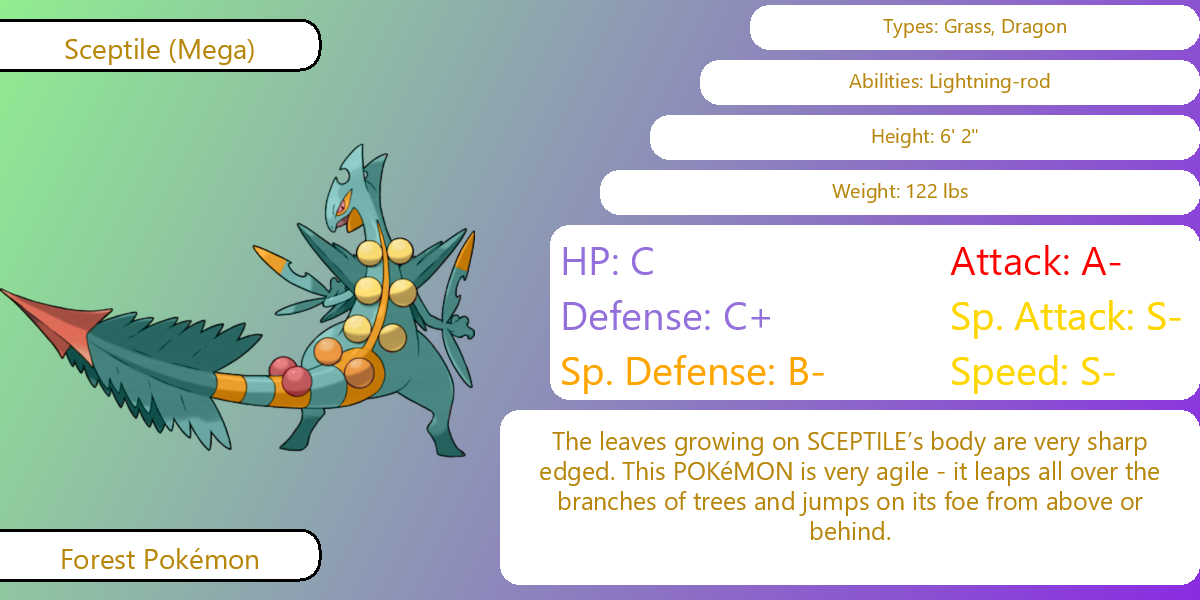 Sceptile (Mega)
Types: Grass, Dragon
Abilities: Lightning-rod
Height: 6' 2"
Weight: 122 lbs
HP: C
Attack: A-
Defense: C+
Sp. Attack: S-
Sp. Defense: B-
Speed: S-
The leaves growing on SCEPTILE’s body are very sharp
edged. This POKéMON is very agile - it leaps all over the
branches of trees and jumps on its foe from above or
behind.
Forest Pokémon